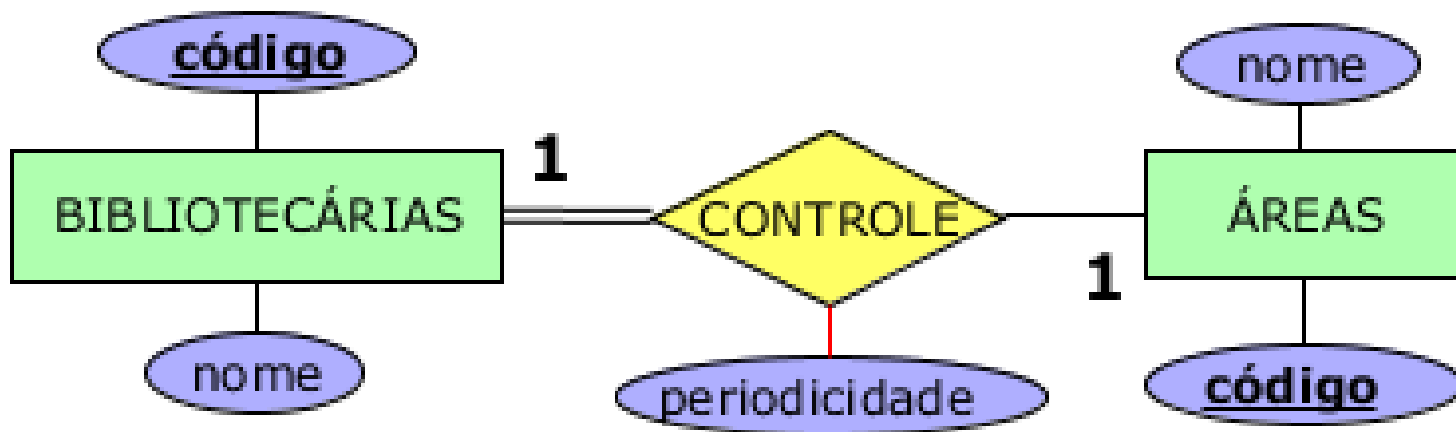 código
nome
1
BIBLIOTECÁRIAS
CONTROLE
ÁREAS
1
nome
periodicidade
código